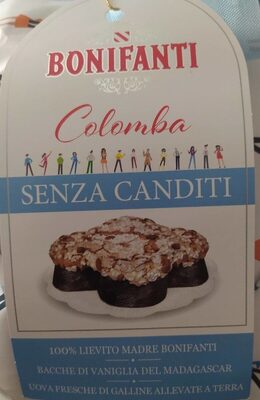 BONIFANTI
Colomba
SENZA CANDITI
100% LIEVITO MADRE BONIFANTI
BACCHE DI VANIGLIA DEL MADAGASCAR
UOVA FRESCHE DI GALLINE ALLEVATE A TERRA